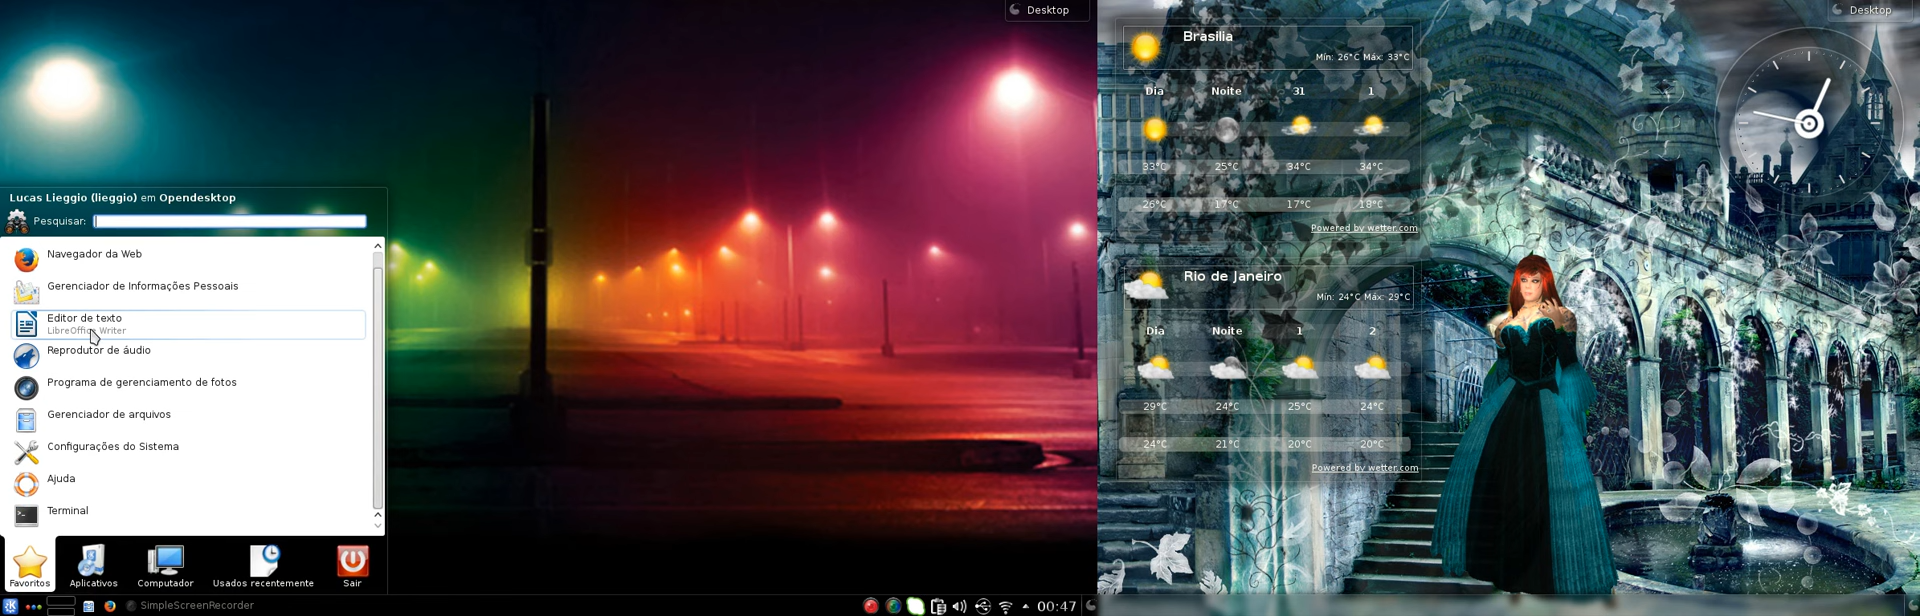 Desktop
Lucas Lieggio (lieggio) em Opendesktop
Pesquisar:
Navegador da Web
Gerenciador de Informações Pessoais
Editor de texto
LibreOffice Writer
Reprodutor de áudio
Programa de gerenciamento de fotos
Gerenciador de arquivos
Configurações do Sistema
Ajuda
Terminal
Favoritos Aplicativos Computador Usados recentemente Sair
SimpleScreenRecorder
00:47
Desktop
Brasilia
Mín: 26°C Máx: 33°C
Dia Noite 31 1
33°C 25°C 34°C 34°C
26°C 17°C 17°C 18°C
Powered by wetter.com
Rio de Janeiro
Mín: 24°C Máx: 29°C
Dia Noite 1 2
29°C 24°C 25°C 24°C
24°C 21°C 20°C 20°C
Powered by wetter.com